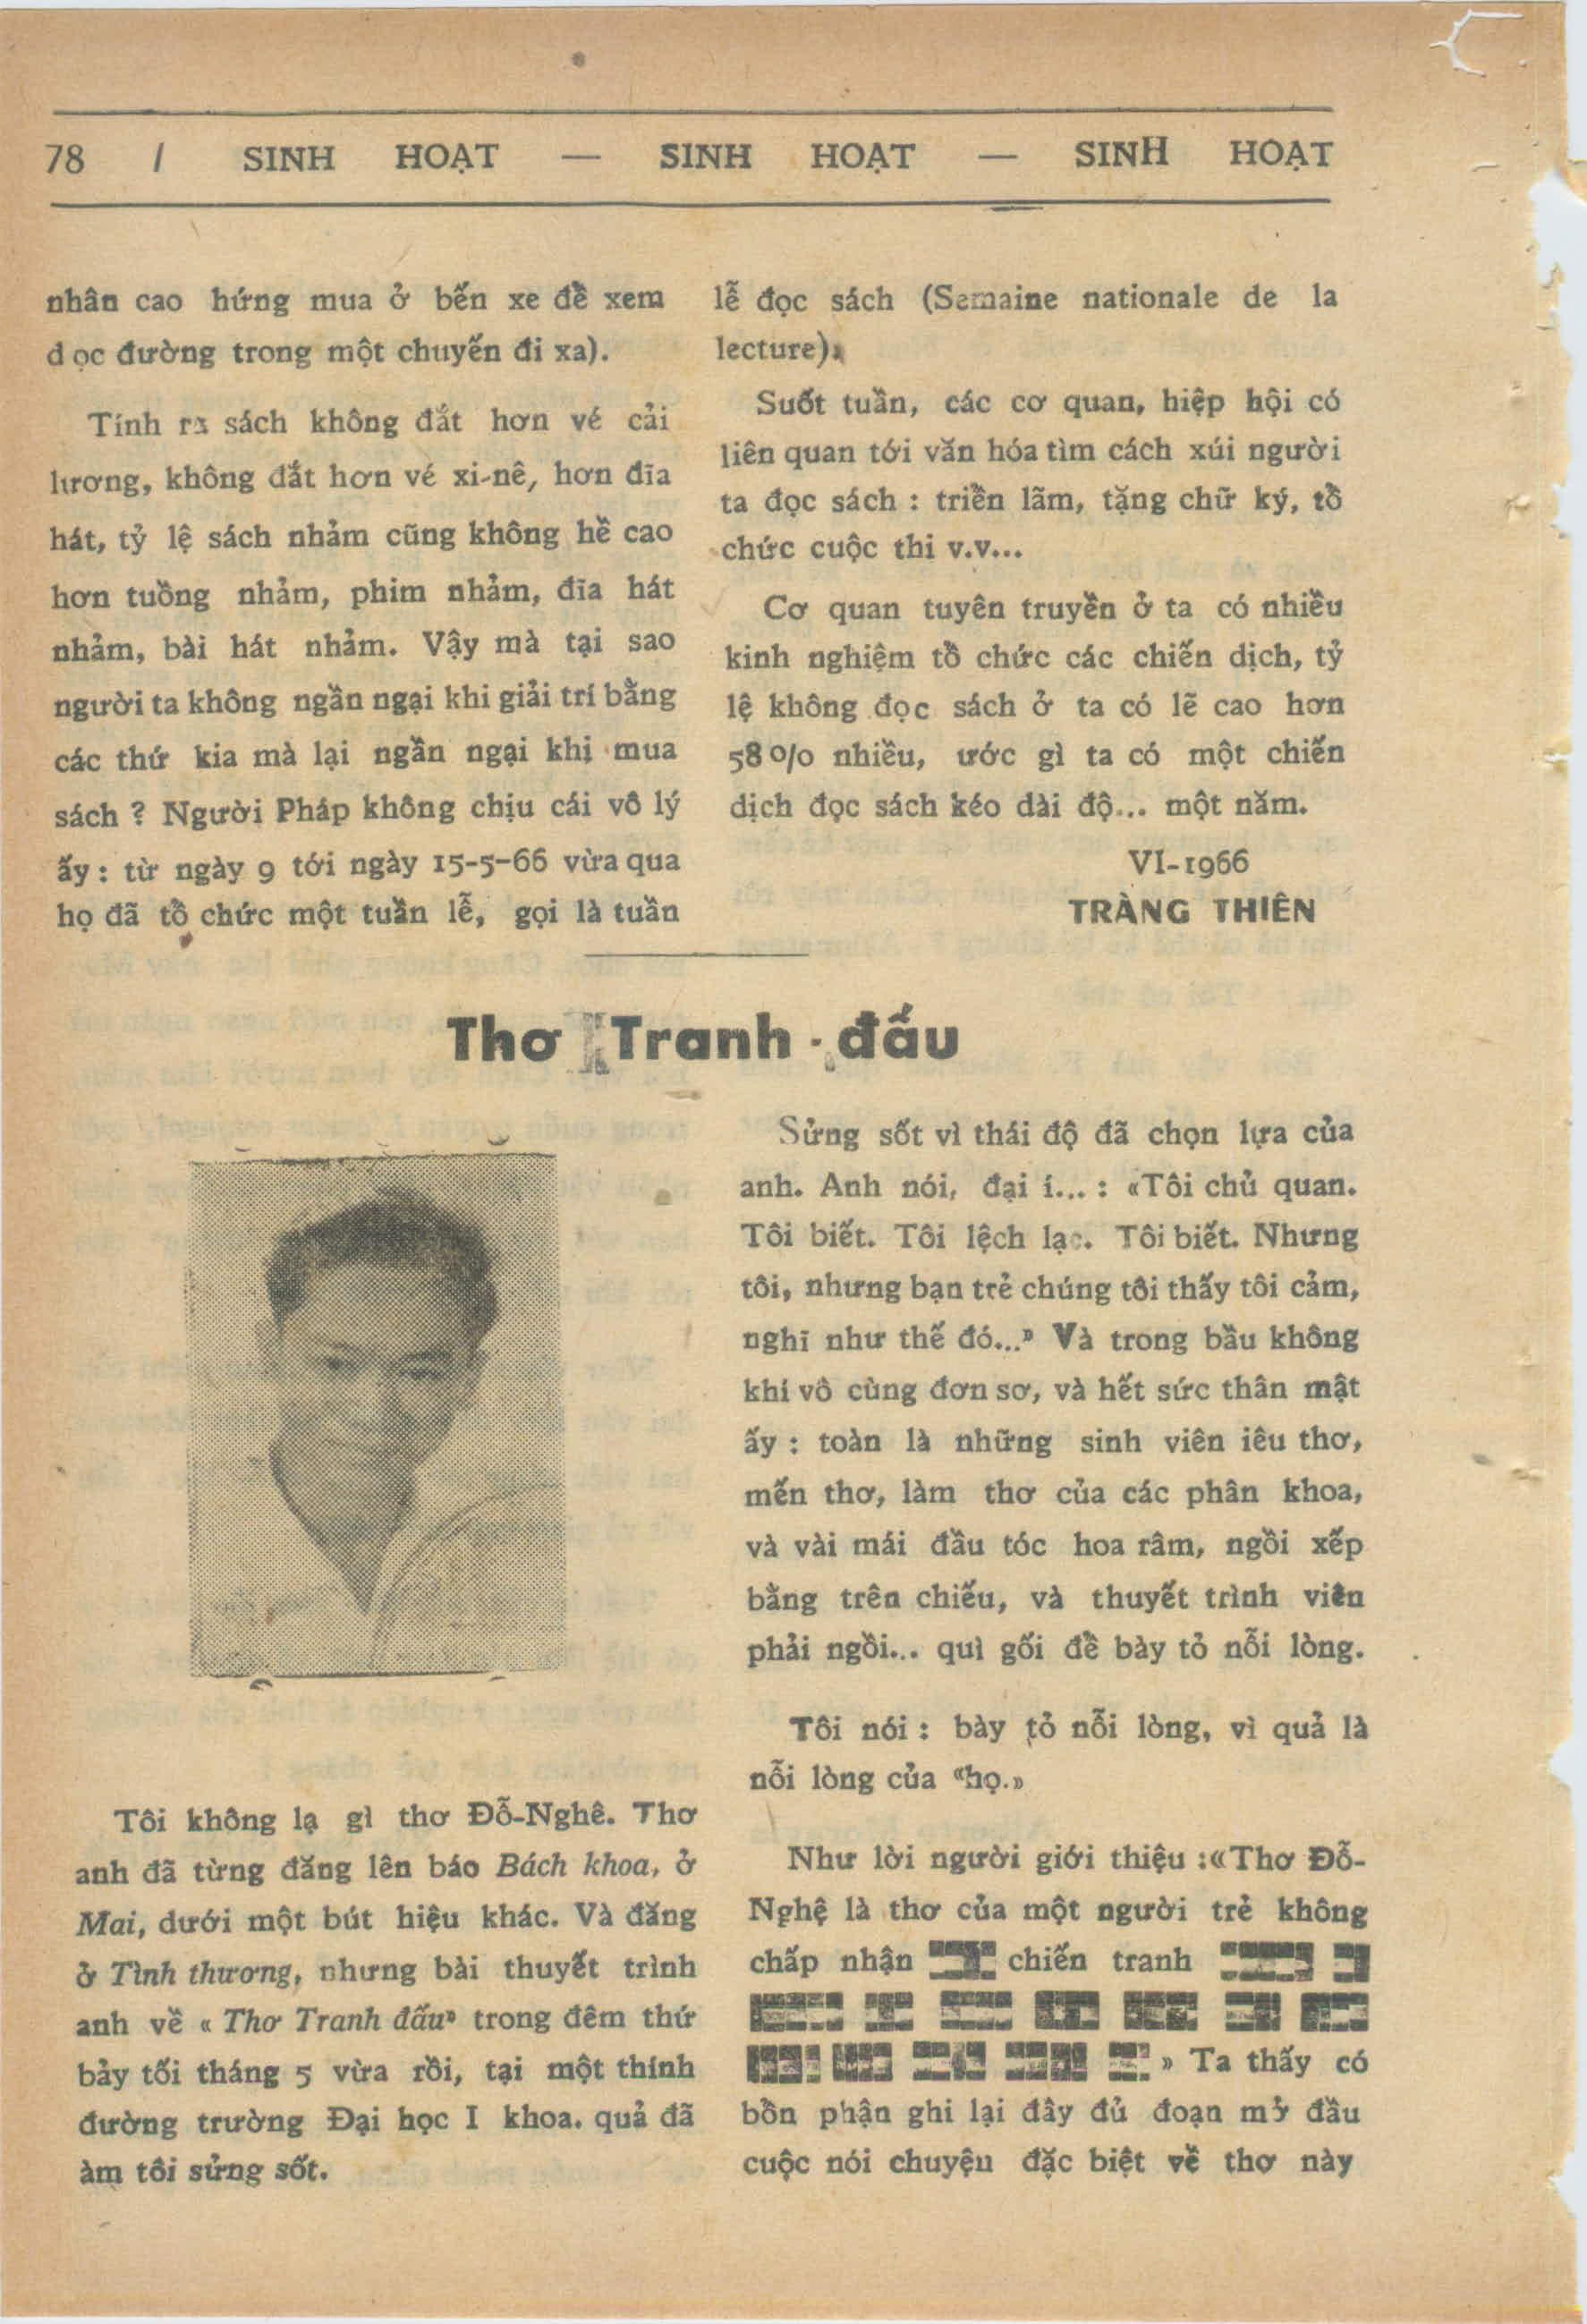 78 / SINH HOẠT — SINH HOẠT — SINH HOẠT
nhân cao hứng mua ở bến xe để xem
dọc đường trong một chuyến đi xa).
Tính ra sách không đắt hơn vé cải
lương, không đắt hơn vé xi-nê, hơn đĩa
hát, tỷ lệ sách nhảm cũng không hề cao
hơn tuồng nhảm, phim nhảm, đĩa hát
nhảm, bài hát nhảm. Vậy mà tại sao
người ta không ngần ngại khi giải trí bằng
các thứ kia mà lại ngần ngại khi mua
sách ? Người Pháp không chịu cái vô lý
ấy : từ ngày 9 tới ngày 15-5-66 vừa qua
họ đã tổ chức một tuần lễ, gọi là tuần
lễ đọc sách (Semaine nationale de la
lecture).
Suốt tuần, các cơ quan, hiệp hội có
liên quan tới văn hóa tìm cách xúi người
ta đọc sách : triển lãm, tặng chữ ký, tổ
chức cuộc thi v.v...
Cơ quan tuyên truyền ở ta có nhiều
kinh nghiệm tổ chức các chiến dịch, tỷ
lệ không đọc sách ở ta có lẽ cao hơn
58 o/o nhiều, ước gì ta có một chiến
dịch đọc sách kéo dài độ... một năm.
VI-1966
TRÀNG THIÊN
Thơ Tranh - đấu
Tôi không lạ gì thơ Đỗ-Nghê. Thơ
anh đã từng đăng lên báo Bách khoa, ở
Mai, dưới một bút hiệu khác. Và đăng
ở Tình thương, nhưng bài thuyết trình
anh về « Thơ Tranh đấu» trong đêm thứ
bảy tối tháng 5 vừa rồi, tại một thính
đường trường Đại học I khoa. quả đã
àm tôi sửng sốt.
Sửng sốt vì thái độ đã chọn lựa của
anh. Anh nói, đại í... : «Tôi chủ quan.
Tôi biết. Tôi lệch lạc. Tôi biết. Nhưng
tôi, nhưng bạn trẻ chúng tôi thấy tôi cảm,
nghĩ như thế đó...» Và trong bầu không
khí vô cùng đơn sơ, và hết sức thân mật
ấy : toàn là những sinh viên iêu thơ,
mến thơ, làm thơ của các phân khoa,
và vài mái đầu tóc hoa râm, ngồi xếp
bằng trên chiếu, và thuyết trình viên
phải ngồi... quì gối để bày tỏ nỗi lòng.
Tôi nói : bày tỏ nỗi lòng, vì quả là
nỗi lòng của «họ.»
Như lời người giới thiệu :«Thơ Đỗ-
Nghệ là thơ của một người trẻ không
chấp nhận chiến tranh
» Ta thấy có
bổn phận ghi lại đây đủ đoạn mở đầu
cuộc nói chuyện đặc biệt về thơ này